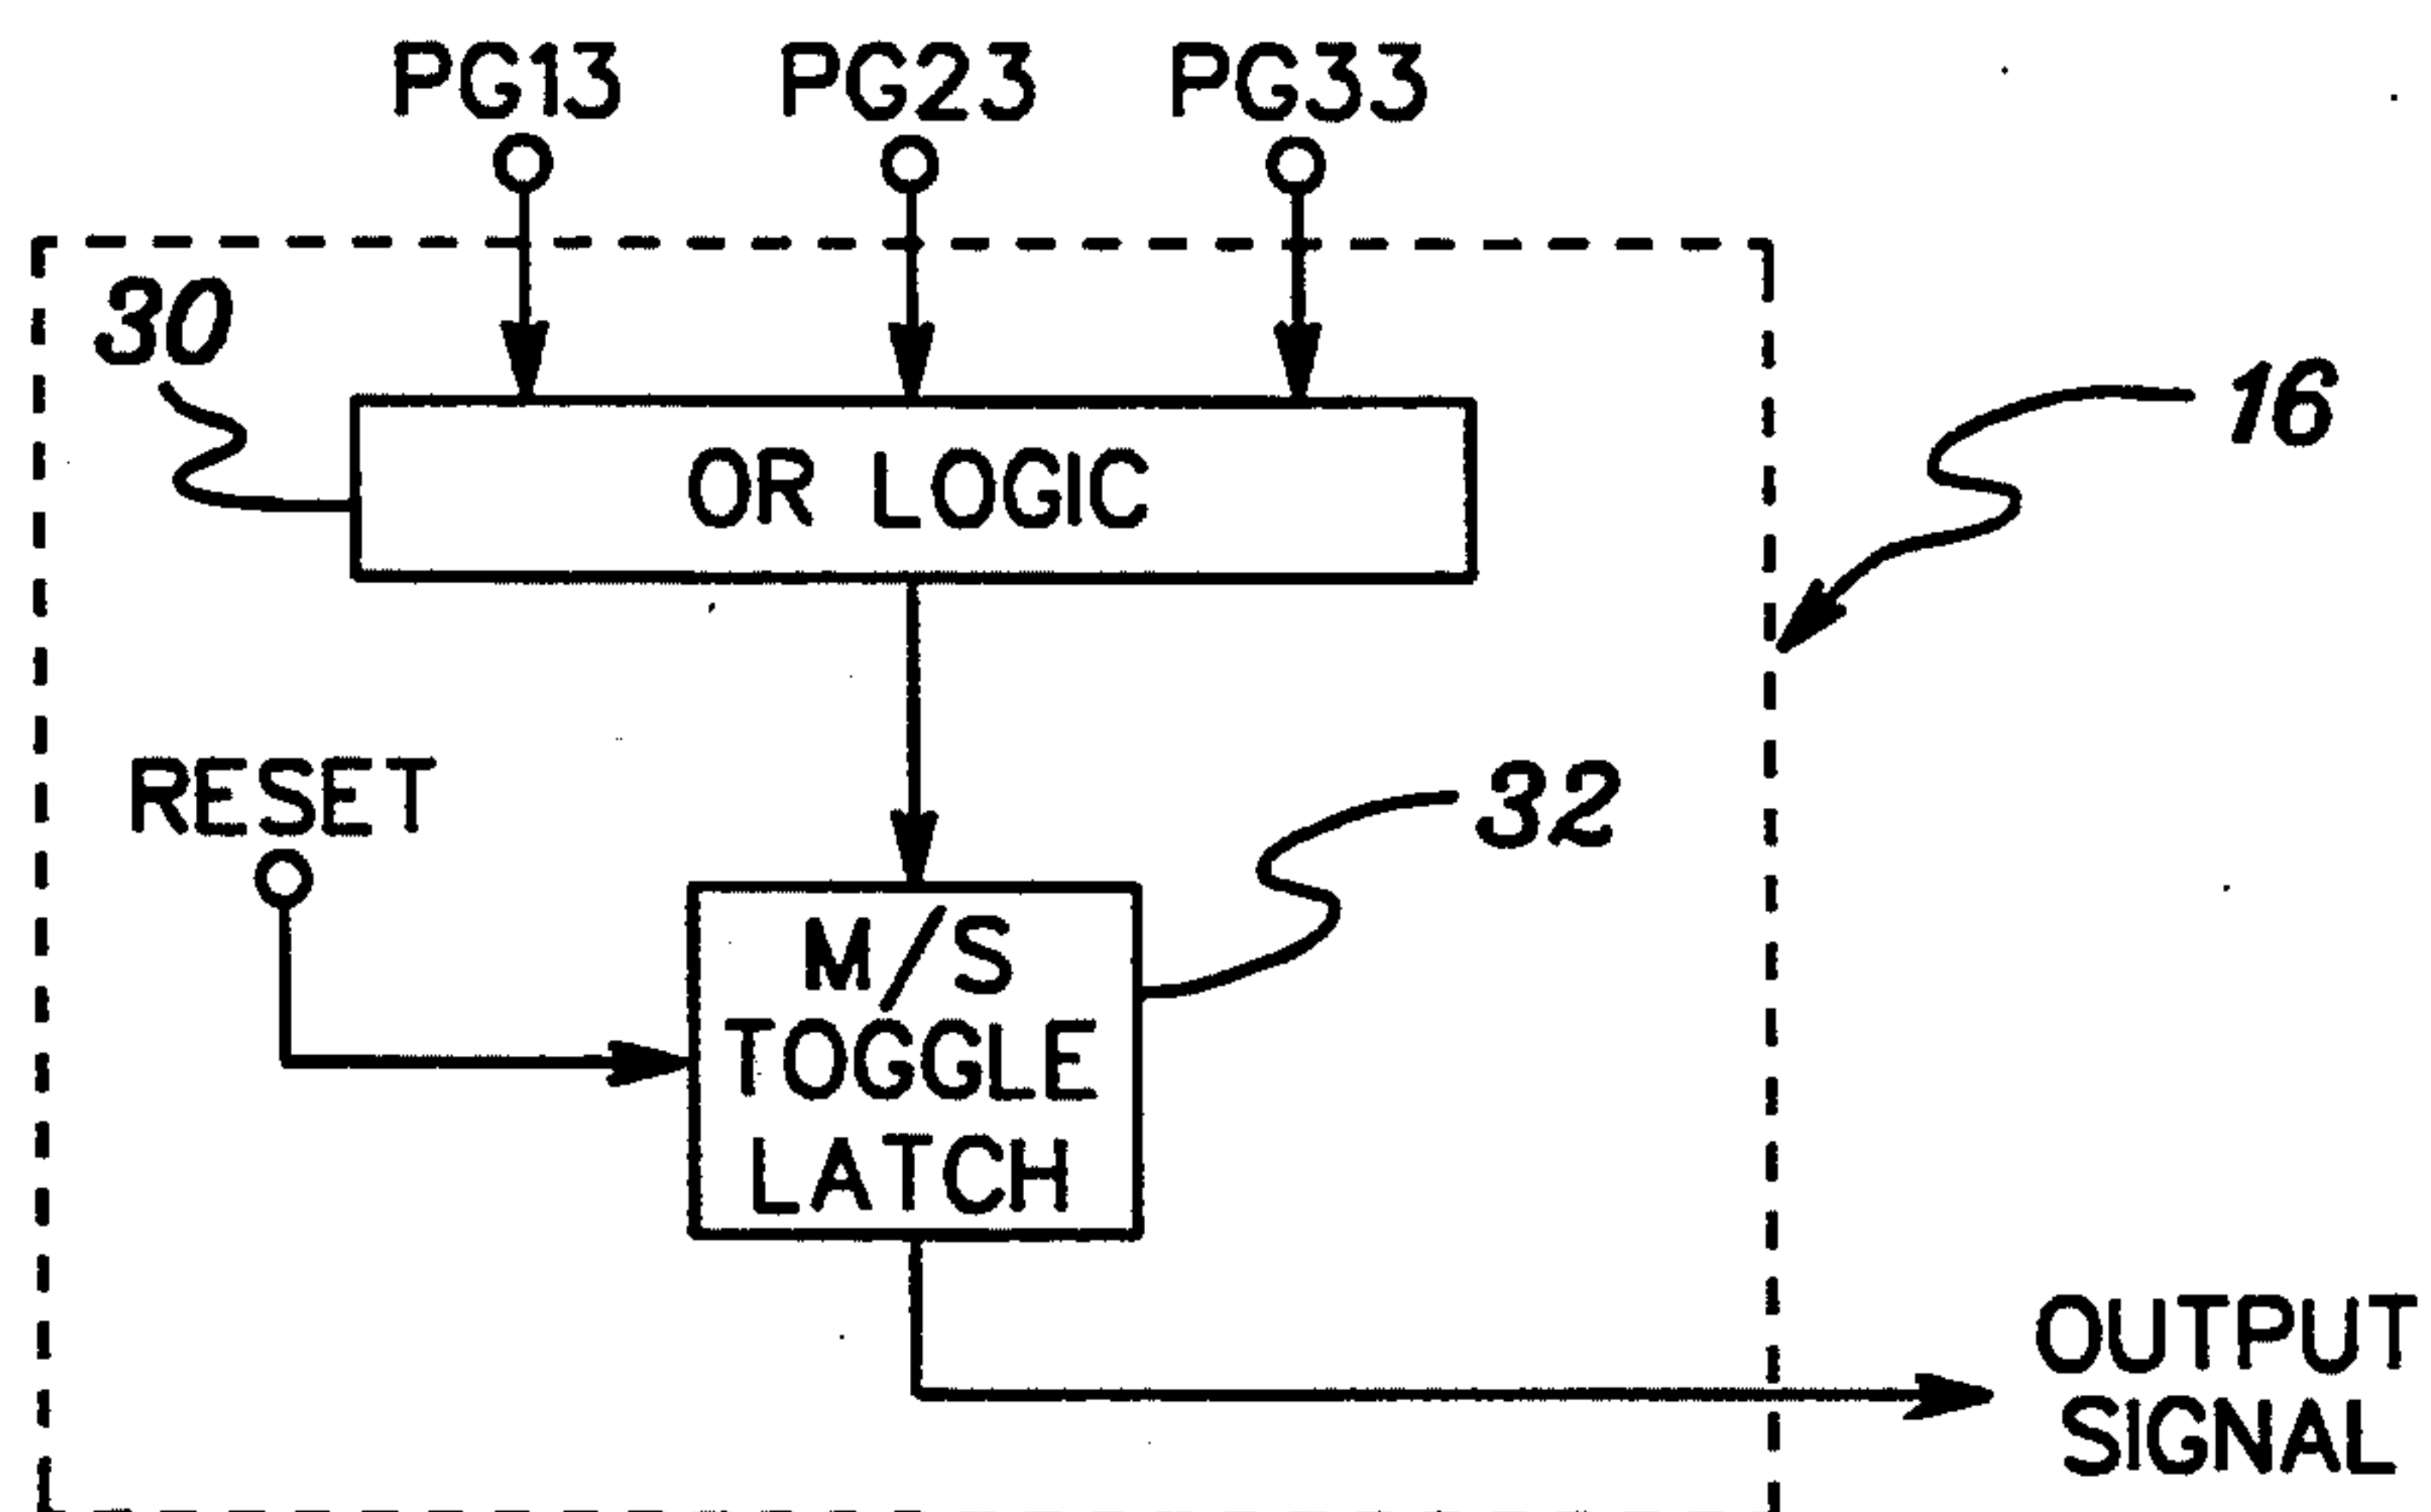 PG13 PG23 PG33
30
OR LOGIC
16
RESET
32
M/S
TOGGLE
LATCH
OUTPUT
SIGNAL